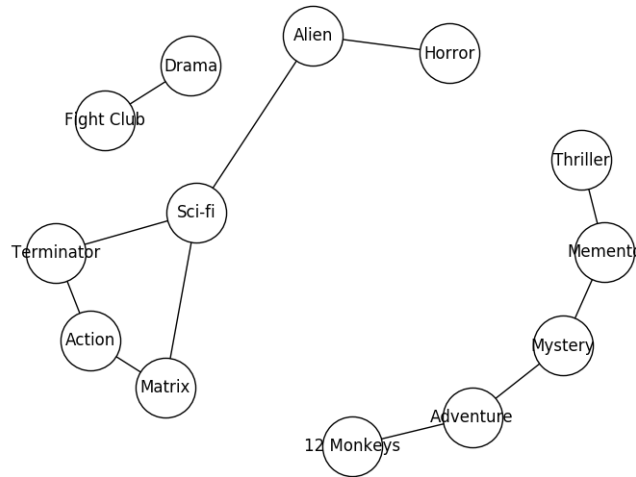 Alien
Horror
Drama
Fight Club
Thriller
Sci-fi
Terminator
Memento
Action
Mystery
Matrix
Adventure
12 Monkeys